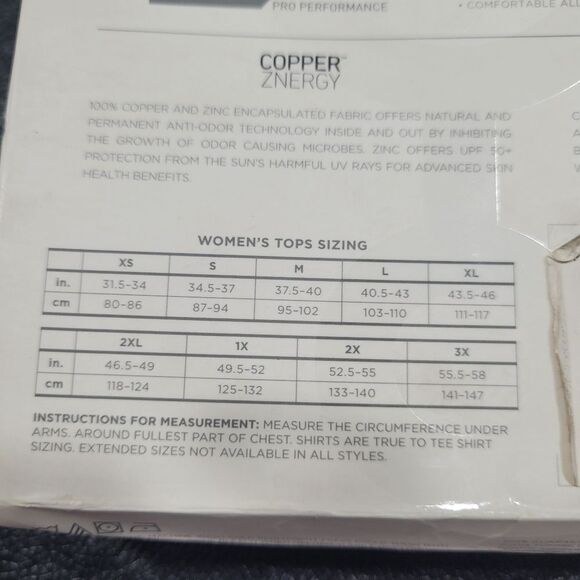 PRO PERFORMANCE
• COMFORTABLE ALL
COPPER™
ZNERGY
100% COPPER AND ZINC ENCAPSULATED FABRIC OFFERS NATURAL AND
PERMANENT ANTI-ODOR TECHNOLOGY INSIDE AND OUT BY INHIBITING
THE GROWTH OF ODOR CAUSING MICROBES. ZINC OFFERS UPF 50+
PROTECTION FROM THE SUN'S HARMFUL UV RAYS FOR ADVANCED SKIN
HEALTH BENEFITS.
WOMEN'S TOPS SIZING
XS S M L XL
in. 31.5-34 34.5-37 37.5-40 40.5-43 43.5-46
cm 80-86 87-94 95-102 103-110 111-117
2XL 1X 2X 3X
in. 46.5-49 49.5-52 52.5-55 55.5-58
cm 118-124 125-132 133-140 141-147
INSTRUCTIONS FOR MEASUREMENT: MEASURE THE CIRCUMFERENCE UNDER
ARMS. AROUND FULLEST PART OF CHEST. SHIRTS ARE TRUE TO TEE SHIRT
SIZING. EXTENDED SIZES NOT AVAILABLE IN ALL STYLES.